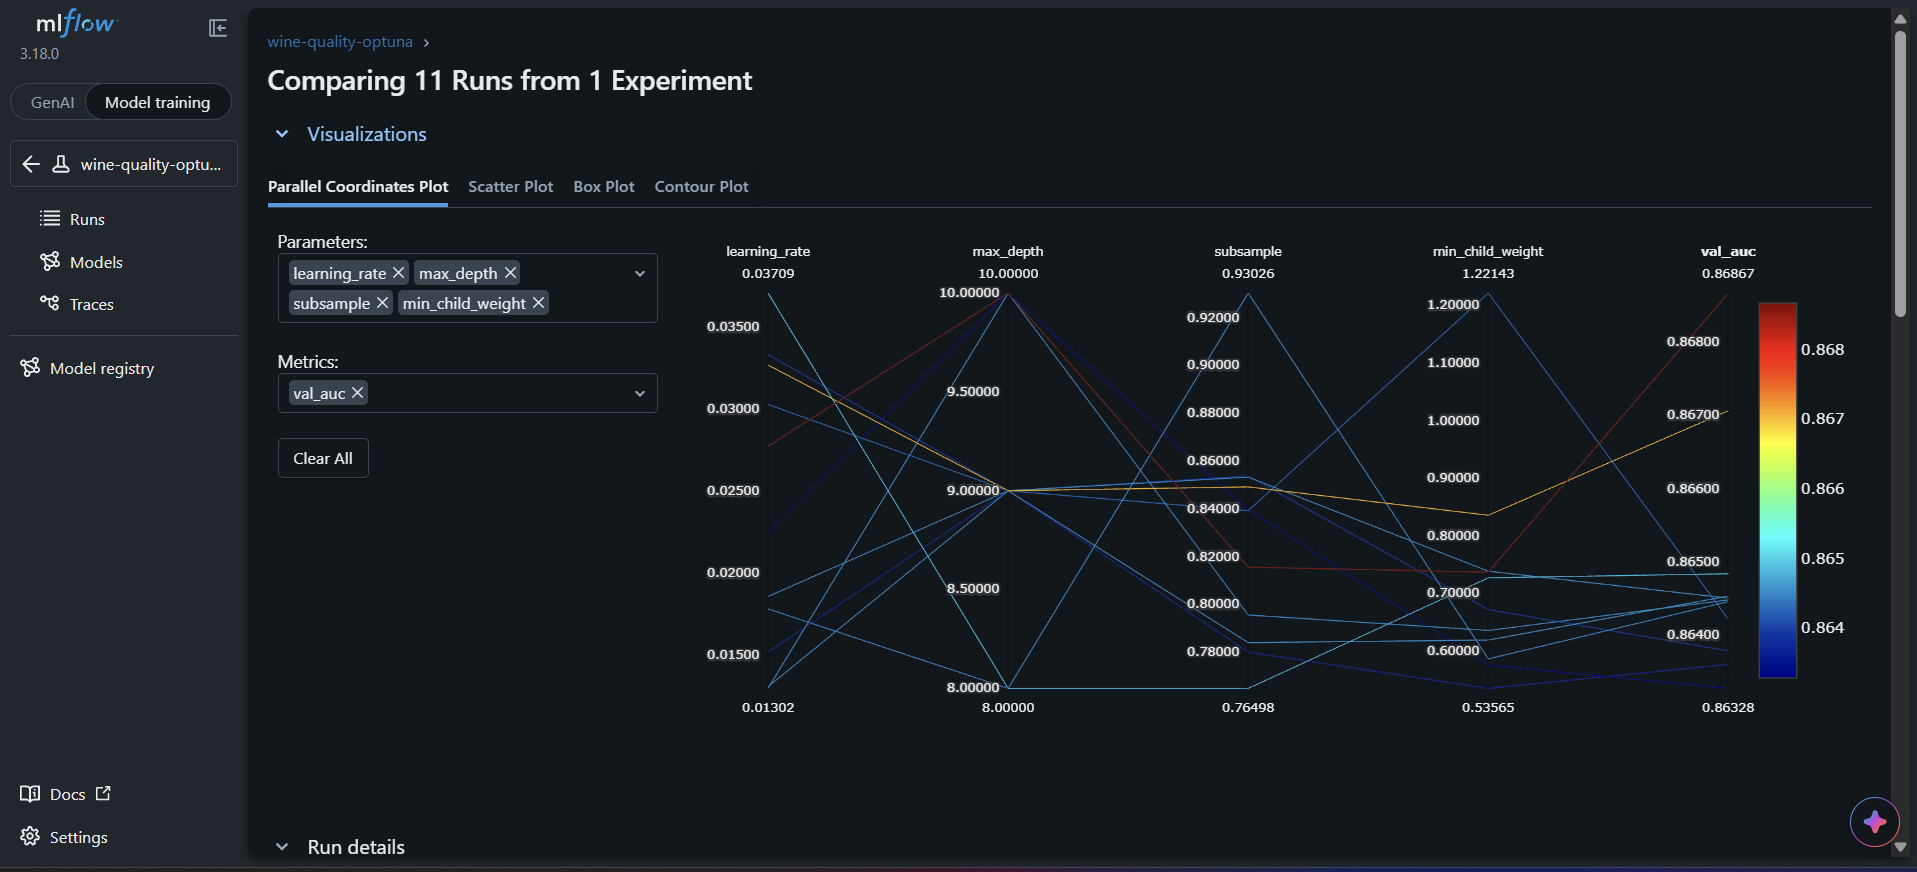 mlflow
3.18.0
GenAI
Model training
wine-quality-optu...
Runs
Models
Traces
Model registry
Docs
Settings
wine-quality-optuna
Comparing 11 Runs from 1 Experiment
Visualizations
Parallel Coordinates Plot
Scatter Plot
Box Plot
Contour Plot
Parameters:
learning_rate
max_depth
subsample
min_child_weight
Metrics:
val_auc
Clear All
learning_rate
0.03709
0.03500
0.03000
0.02500
0.02000
0.01500
0.01302
max_depth
10.00000
10.00000
9.50000
9.00000
8.50000
8.00000
8.00000
subsample
0.93026
0.92000
0.90000
0.88000
0.86000
0.84000
0.82000
0.80000
0.78000
0.76498
min_child_weight
1.22143
1.20000
1.10000
1.00000
0.90000
0.80000
0.70000
0.60000
0.53565
val_auc
0.86867
0.86800
0.86700
0.86600
0.86500
0.86400
0.86328
0.868
0.867
0.866
0.865
0.864
Run details